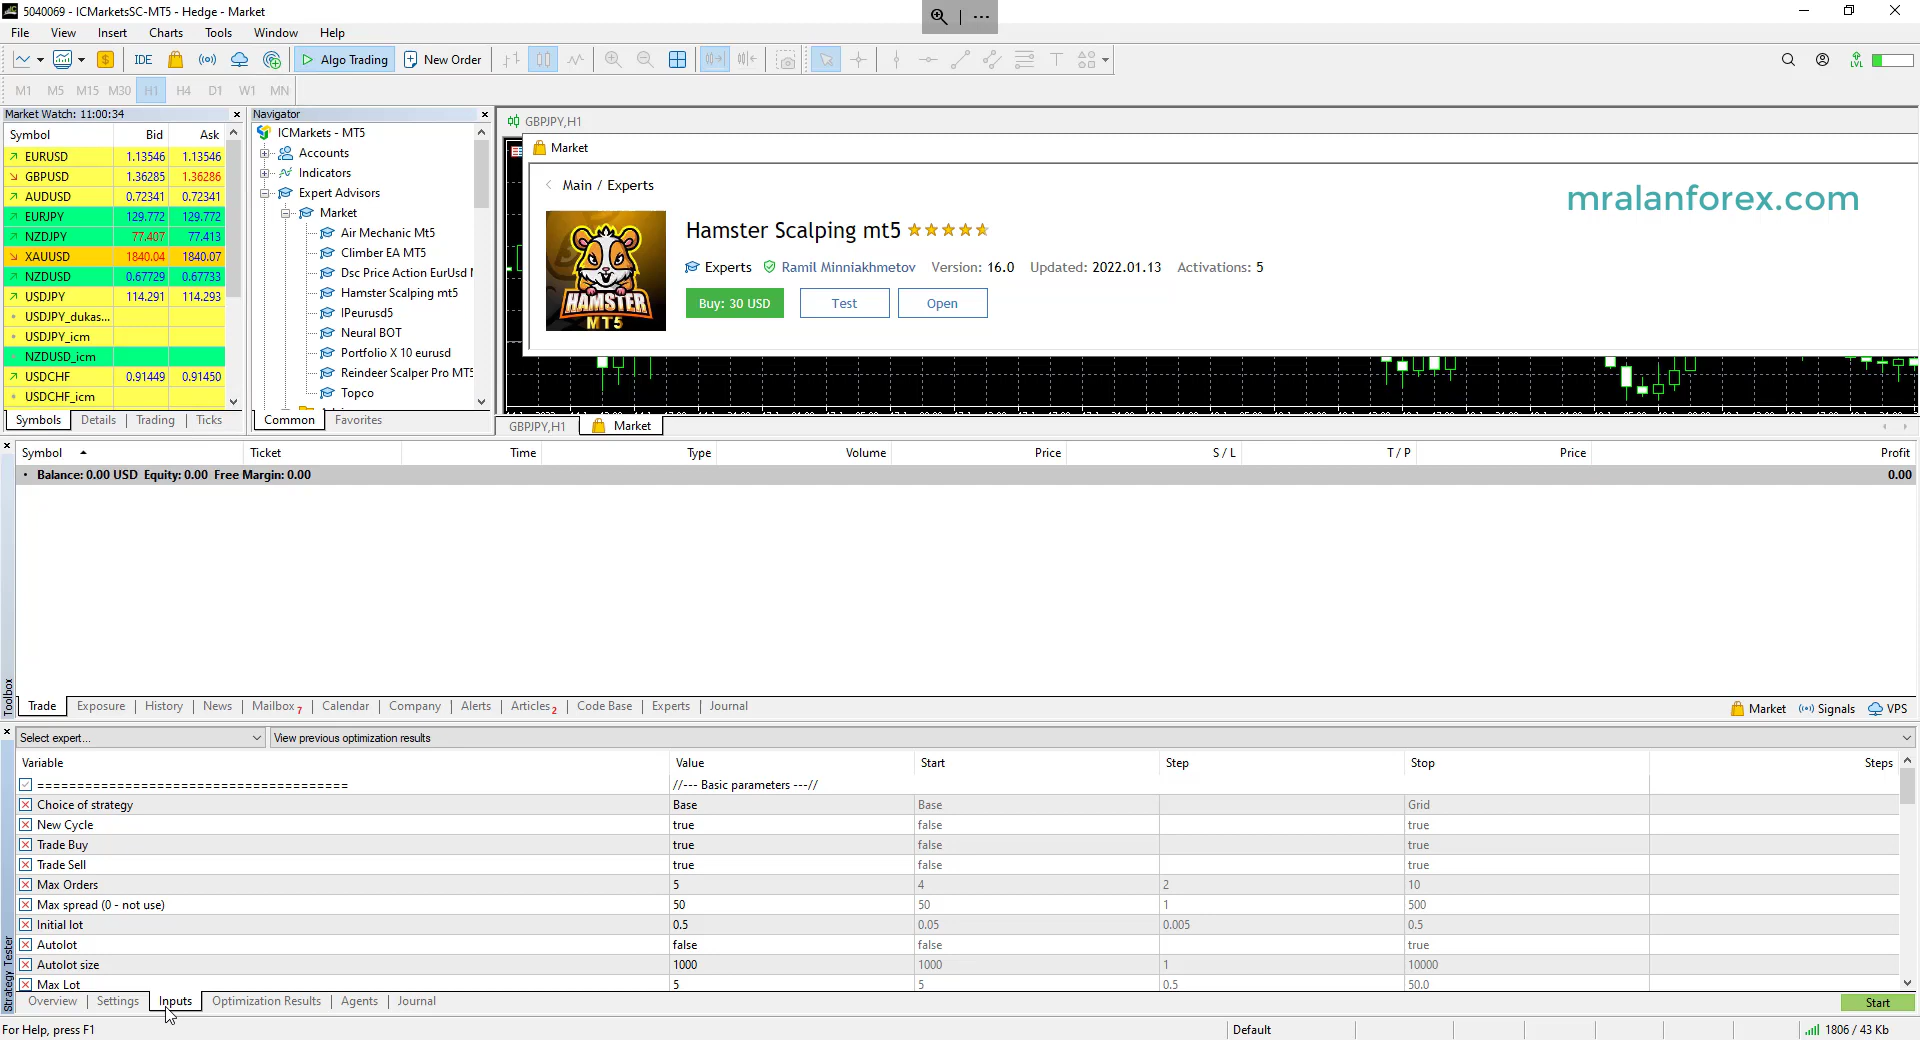 5040069 - ICMarketsSC-MT5 - Hedge - Market
File View Insert Charts Tools Window Help
IDE Algo Trading New Order LVL
M1 M5 M15 M30 H1 H4 D1 W1 MN
Market Watch: 11:00:34
Symbol Bid Ask
EURUSD 1.13546 1.13546
GBPUSD 1.36285 1.36286
AUDUSD 0.72341 0.72341
EURJPY 129.772 129.772
NZDJPY 77.407 77.413
XAUUSD 1840.04 1840.07
NZDUSD 0.67729 0.67733
USDJPY 114.291 114.293
USDJPY_dukas...
USDJPY_icm
NZDUSD_icm
USDCHF 0.91449 0.91450
USDCHF_icm
Symbols Details Trading Ticks
Navigator
ICMarkets - MT5
Accounts
Indicators
Expert Advisors
Market
Air Mechanic Mt5
Climber EA MT5
Dsc Price Action EurUsd
Hamster Scalping mt5
IPeurusd5
Neural BOT
Portfolio X 10 eurusd
Reindeer Scalper Pro MT5
Topco
Common Favorites
GBPJPY,H1
Market
Main / Experts
mralanforex.com
HAMSTER
MT5
Hamster Scalping mt5
Experts Ramil Minniakhmetov Version: 16.0 Updated: 2022.01.13 Activations: 5
Buy: 30 USD Test Open
GBPJPY,H1 Market
Symbol Ticket Time Type Volume Price S / L T / P Price Profit
Balance: 0.00 USD Equity: 0.00 Free Margin: 0.00 0.00
Toolbox
Trade Exposure History News Mailbox 7 Calendar Company Alerts Articles 2 Code Base Experts Journal Market Signals VPS
Select expert... View previous optimization results
Variable Value Start Step Stop Steps
======================================= //--- Basic parameters ---//
Choice of strategy Base Base Grid
New Cycle true false true
Trade Buy true false true
Trade Sell true false true
Max Orders 5 4 2 10
Max spread (0 - not use) 50 50 1 500
Initial lot 0.5 0.05 0.005 0.5
Autolot false false true
Autolot size 1000 1000 1 10000
Max Lot 5 5 0.5 50.0
Strategy Tester
Overview Settings Inputs Optimization Results Agents Journal Start
For Help, press F1 Default 1806 / 43 Kb